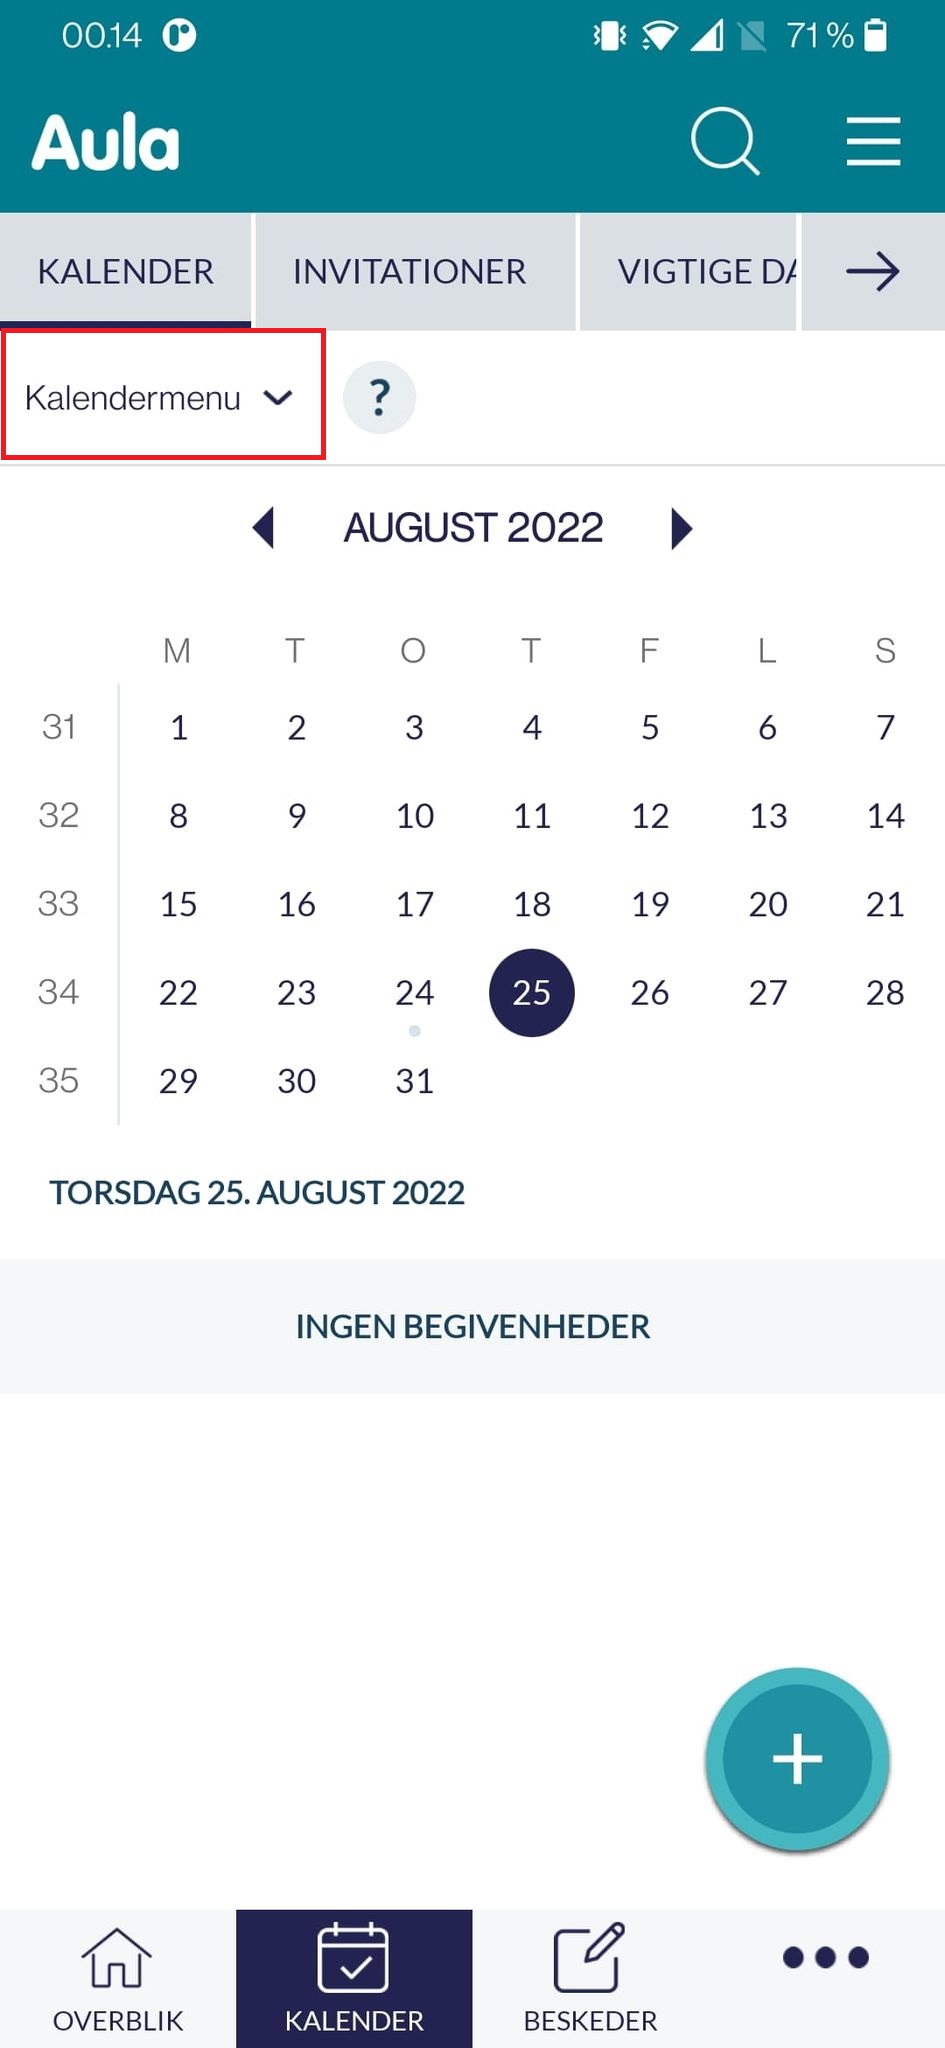 00.14 71 %
Aula
KALENDER INVITATIONER VIGTIGE DA
Kalendermenu ?
AUGUST 2022
M T O T F L S
31 1 2 3 4 5 6 7
32 8 9 10 11 12 13 14
33 15 16 17 18 19 20 21
34 22 23 24 25 26 27 28
35 29 30 31
TORSDAG 25. AUGUST 2022
INGEN BEGIVENHEDER
+
OVERBLIK KALENDER BESKEDER